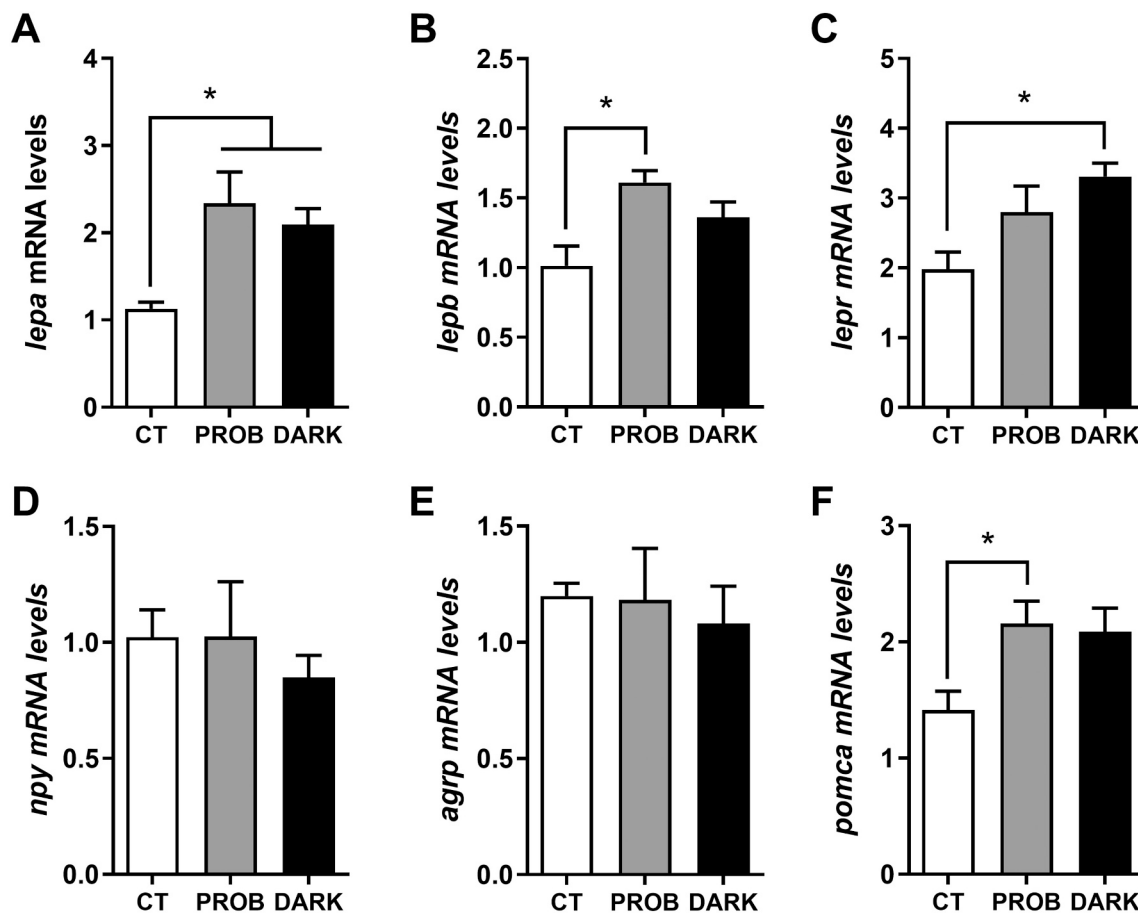 A
lepa mRNA levels
4
3
2
1
0
*
CT PROB DARK
B
lepb mRNA levels
2.5
2.0
1.5
1.0
0.5
0.0
*
CT PROB DARK
C
lepr mRNA levels
5
4
3
2
1
0
*
CT PROB DARK
D
npy mRNA levels
1.5
1.0
0.5
0.0
CT PROB DARK
E
agrp mRNA levels
1.5
1.0
0.5
0.0
CT PROB DARK
F
pomca mRNA levels
3
2
1
0
*
CT PROB DARK